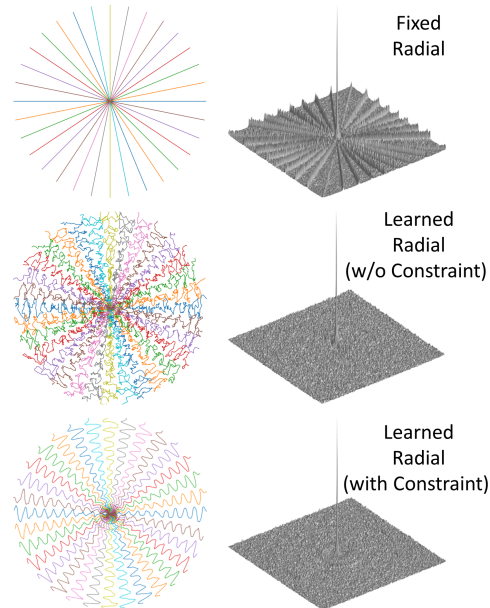 Fixed
Radial
Learned
Radial
(w/o Constraint)
Learned
Radial
(with Constraint)